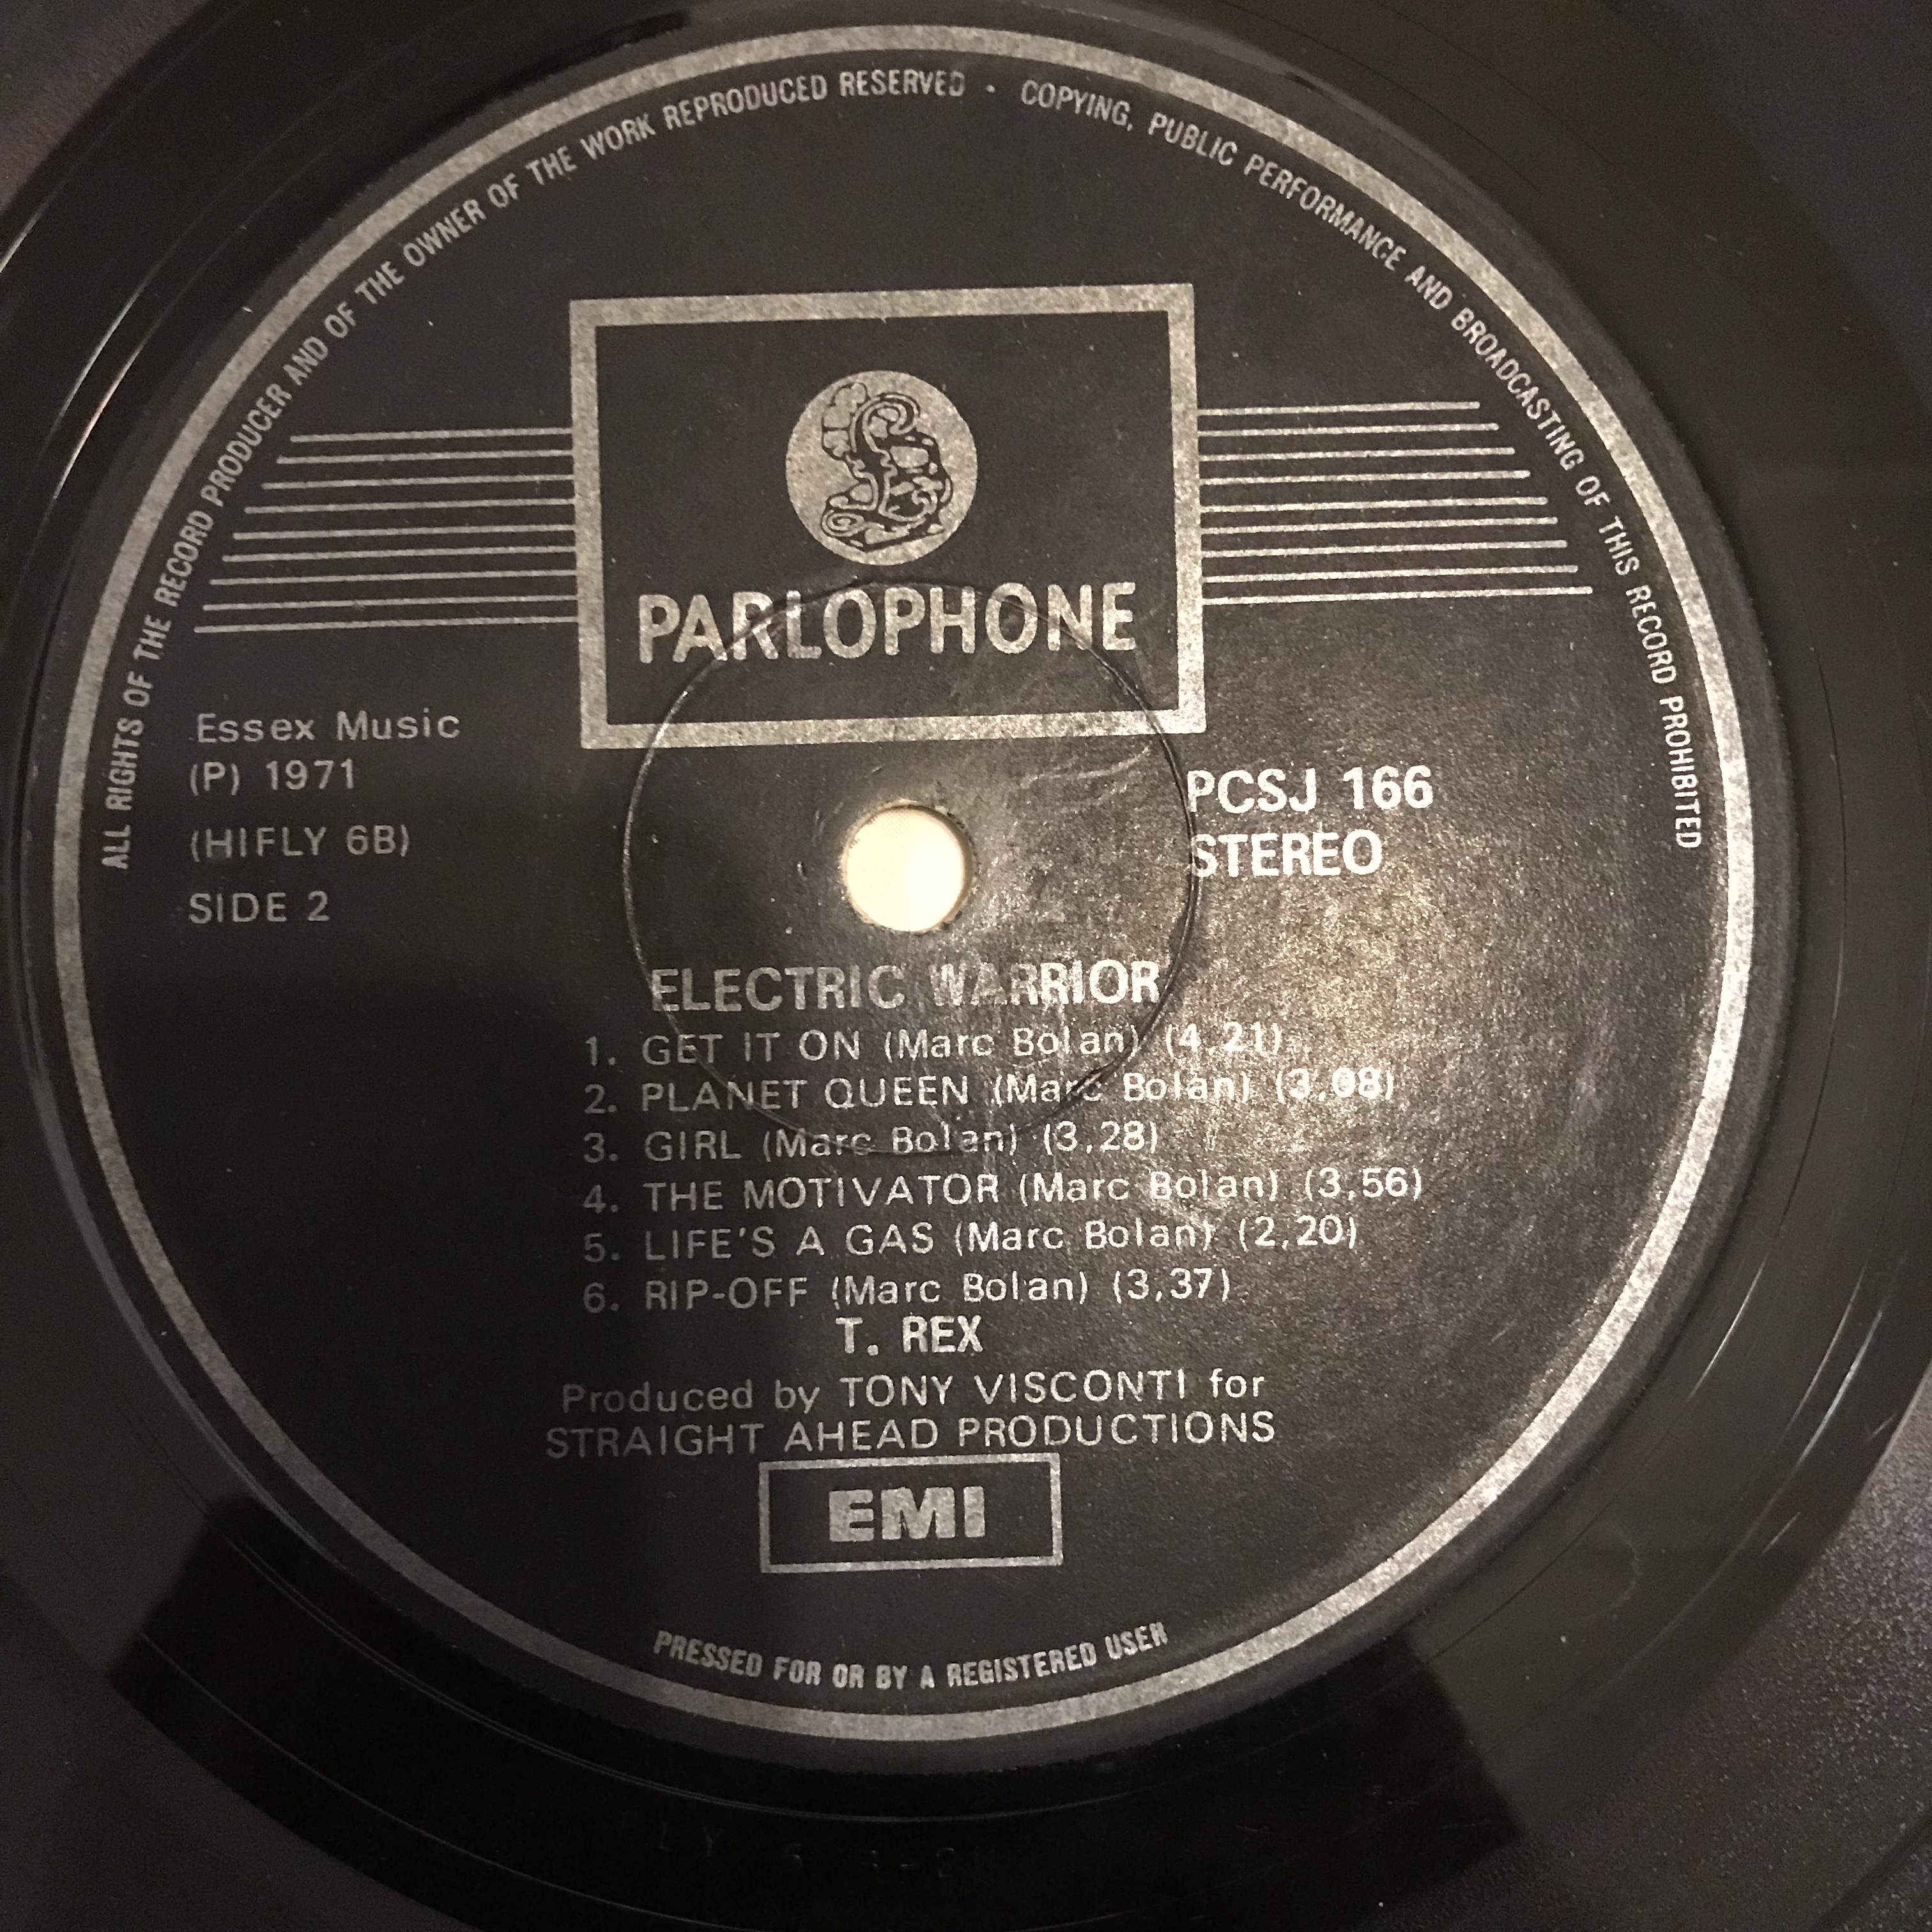 ALL RIGHTS OF THE RECORD PRODUCER AND OF THE OWNER OF THE WORK REPRODUCED RESERVED · COPYING, PUBLIC PERFORMANCE AND BROADCASTING OF THIS RECORD PROHIBITED
PARLOPHONE
Essex Music
(P) 1971
(HIFLY 6B)
SIDE 2
PCSJ 166
STEREO
ELECTRIC WARRIOR
1. GET IT ON (Marc Bolan) (4,21)
2. PLANET QUEEN (Marc Bolan) (3,08)
3. GIRL (Marc Bolan) (3,28)
4. THE MOTIVATOR (Marc Bolan) (3,56)
5. LIFE'S A GAS (Marc Bolan) (2,20)
6. RIP-OFF (Marc Bolan) (3,37)
T. REX
Produced by TONY VISCONTI for
STRAIGHT AHEAD PRODUCTIONS
EMI
PRESSED FOR OR BY A REGISTERED USER